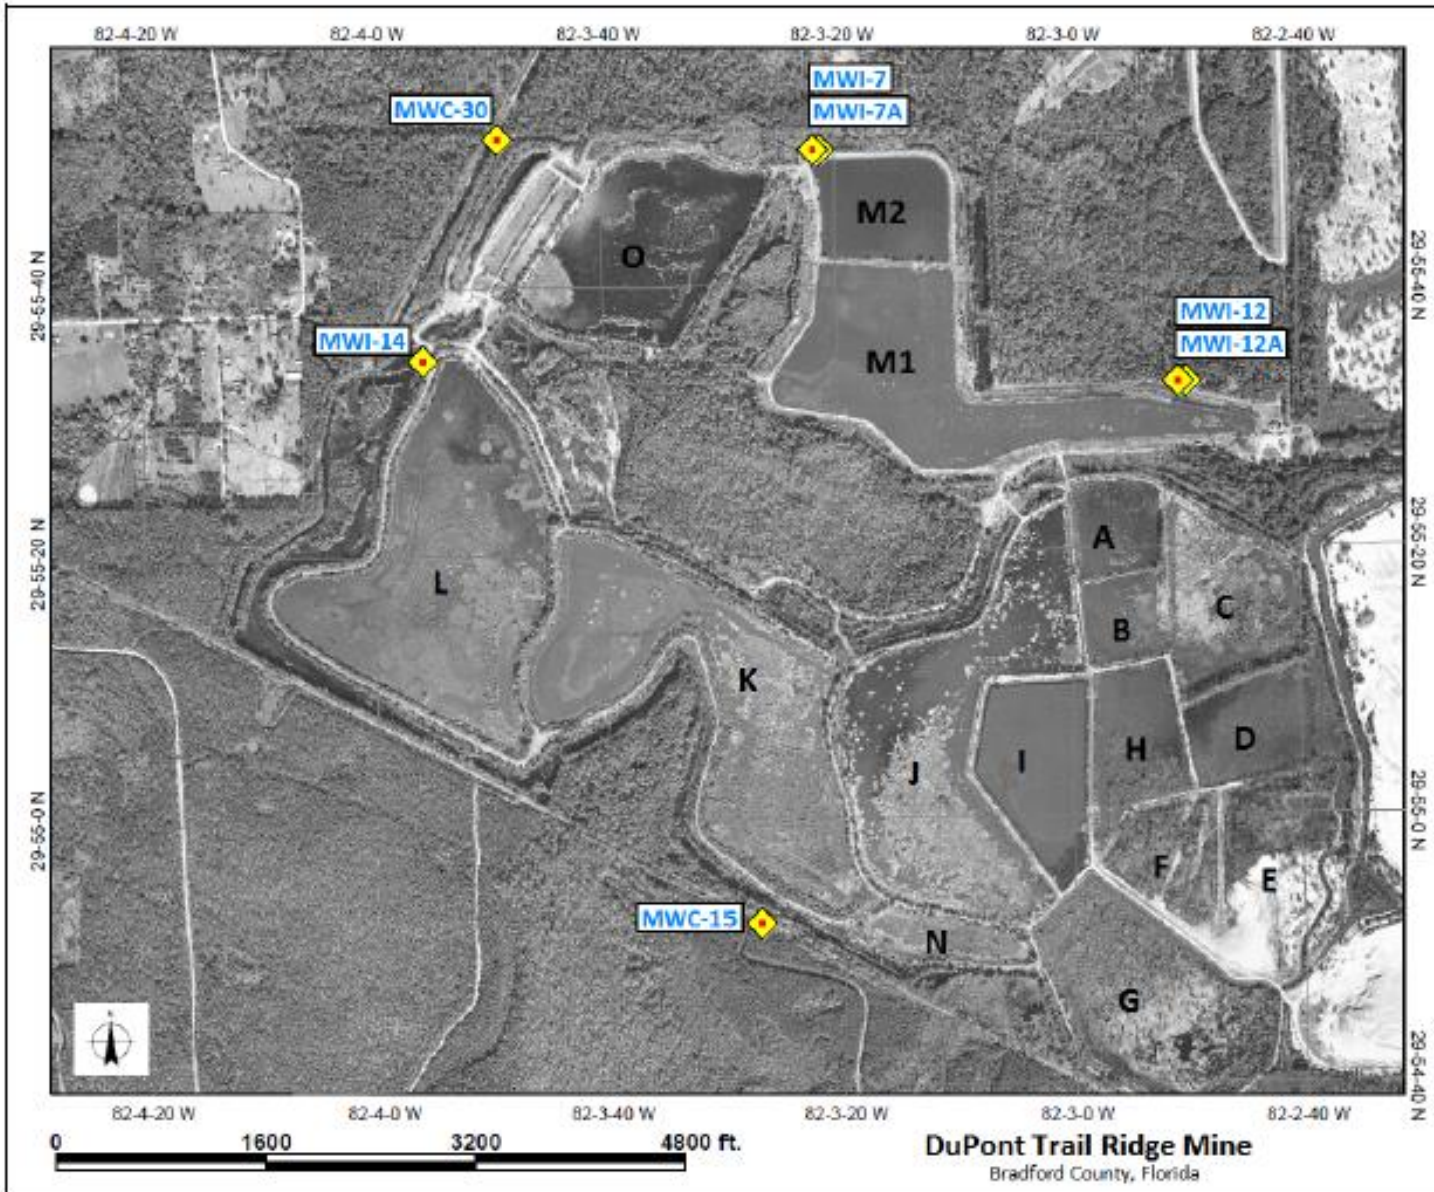 82-4-20 W 82-4-0 W 82-3-40 W 82-3-20 W 82-3-0 W 82-2-40 W
MWI-7
MWC-30
MWI-7A
M2
O
29-55-40 N
29-55-40 N
MWI-12
MWI-14
MWI-12A
M1
29-55-20 N
A
29-55-20 N
L
C
B
K
D
H
I
J
29-55-0 N
29-55-0 N
F
E
MWC-15
N
G
N
29-54-40 N
82-4-20 W 82-4-0 W 82-3-40 W 82-3-20 W 82-3-0 W 82-2-40 W
0 1600 3200 4800 ft.
DuPont Trail Ridge Mine
Bradford County, Florida